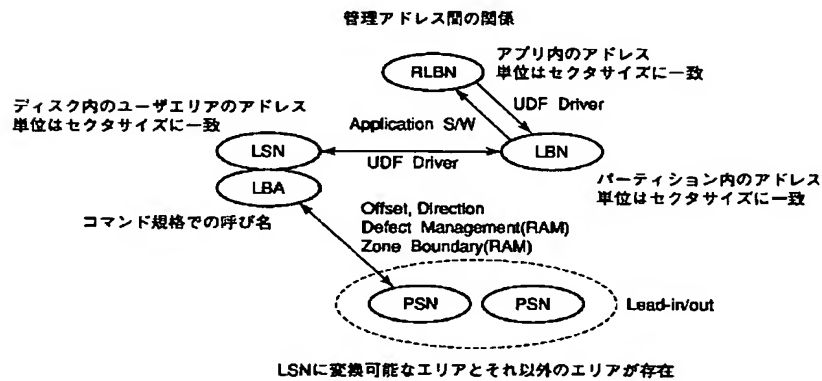 管理アドレス間の関係
アプリ内のアドレス
単位はセクタサイズに一致
RLBN
UDF Driver
ディスク内のユーザエリアのアドレス
単位はセクタサイズに一致
Application S/W
LSN
UDF Driver
LBN
LBA
パーティション内のアドレス
単位はセクタサイズに一致
コマンド規格での呼び名
Offset, Direction
Defect Management(RAM)
Zone Boundary(RAM)
PSN
PSN
Lead-in/out
LSNに変換可能なエリアとそれ以外のエリアが存在